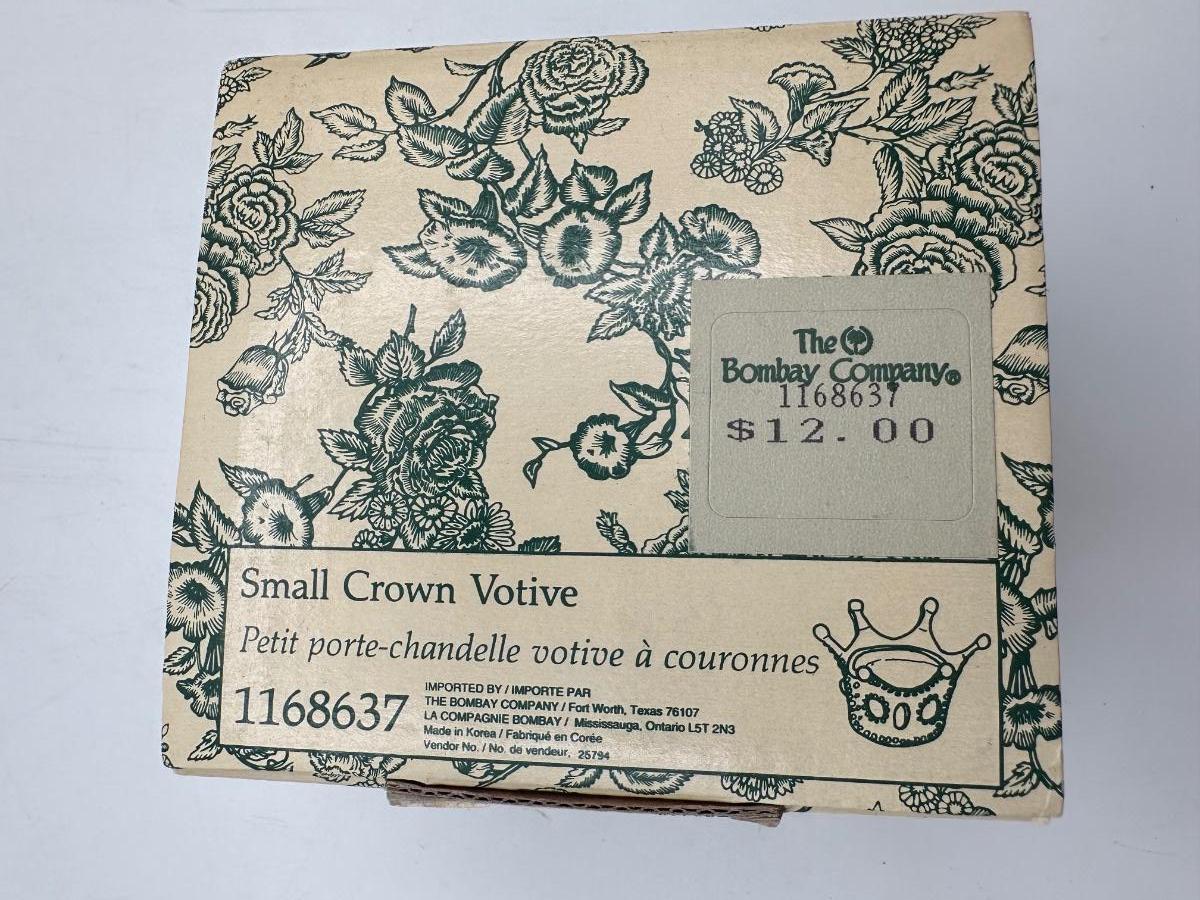 The
Bombay Company®
1168637
$12.00
Small Crown Votive
Petit porte-chandelle votive à couronnes
1168637
IMPORTED BY / IMPORTE PAR
THE BOMBAY COMPANY / Fort Worth, Texas 76107
LA COMPAGNIE BOMBAY / Mississauga, Ontario L5T 2N3
Made in Korea / Fabriqué en Corée
Vendor No. / No. de vendeur, 25794